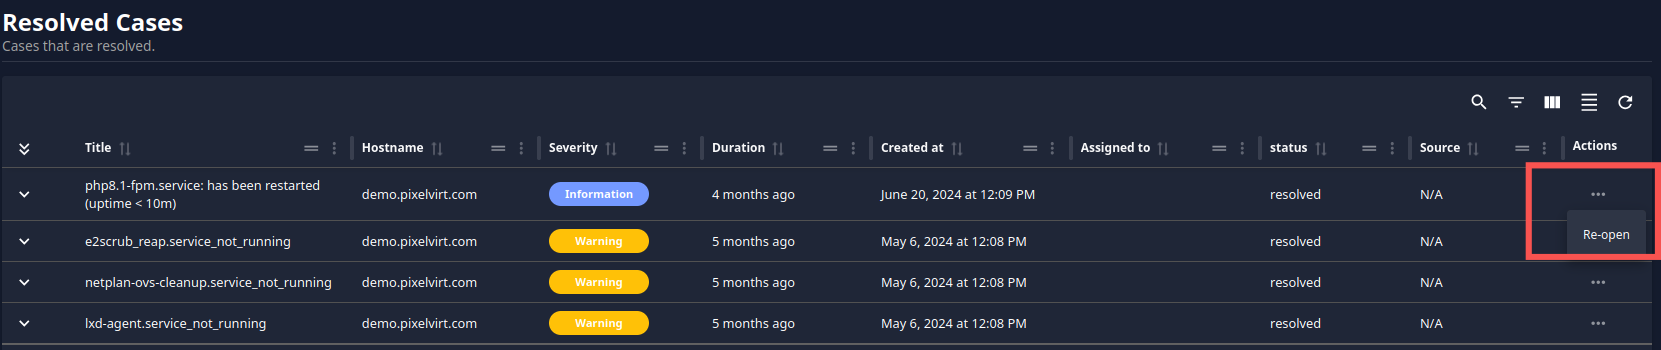 Resolved Cases
Cases that are resolved.
Title Hostname Severity Duration Created at Assigned to status Source Actions
php8.1-fpm.service: has been restarted
(uptime < 10m) demo.pixelvirt.com Information 4 months ago June 20, 2024 at 12:09 PM resolved N/A
e2scrub_reap.service_not_running demo.pixelvirt.com Warning 5 months ago May 6, 2024 at 12:08 PM resolved N/A Re-open
netplan-ovs-cleanup.service_not_running demo.pixelvirt.com Warning 5 months ago May 6, 2024 at 12:08 PM resolved N/A
lxd-agent.service_not_running demo.pixelvirt.com Warning 5 months ago May 6, 2024 at 12:08 PM resolved N/A